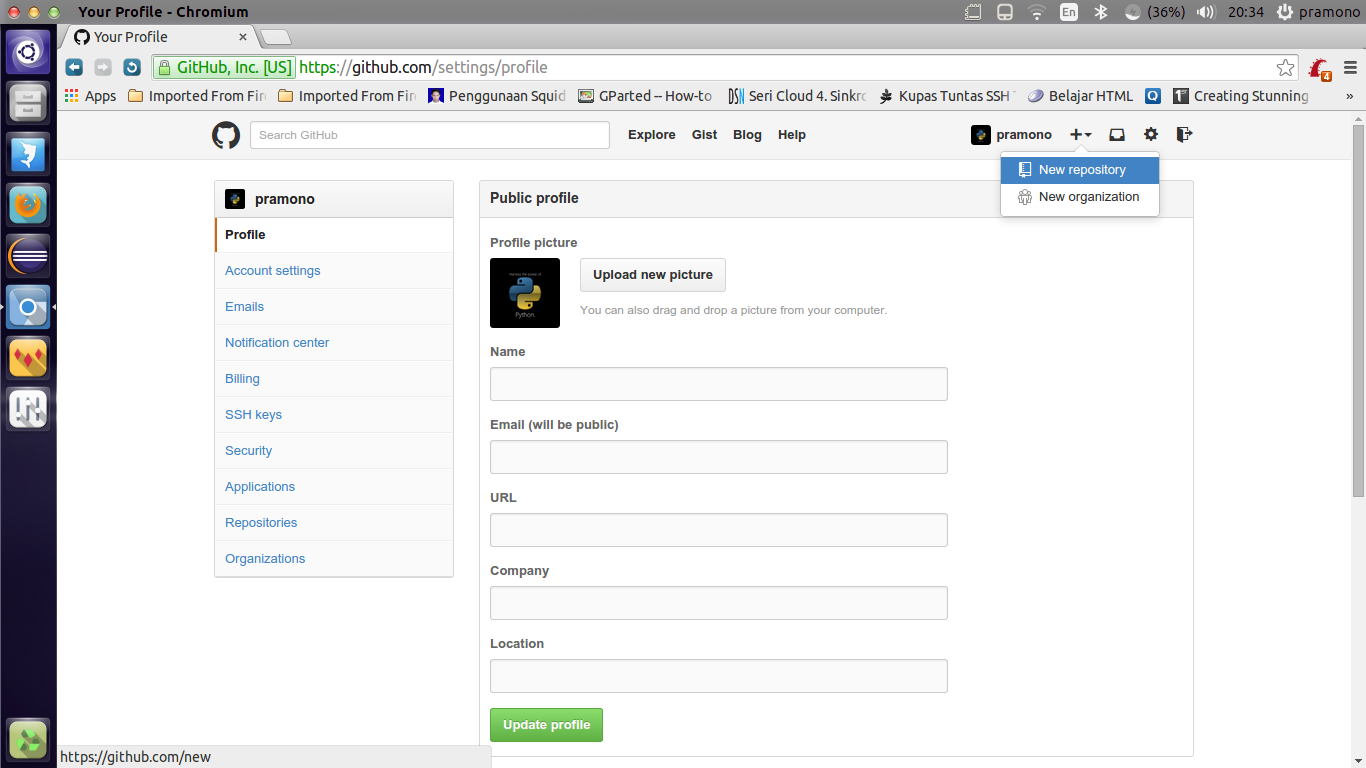 Your Profile - Chromium
En
(36%)
20:34
pramono
Your Profile
GitHub, Inc. [US]
https://github.com/settings/profile
4
Apps
Imported From Fir
Imported From Fir
Penggunaan Squid
GParted -- How-to
Seri Cloud 4. Sinkro
Kupas Tuntas SSH
Belajar HTML
Q
Creating Stunning
»
Search GitHub
Explore
Gist
Blog
Help
pramono
New repository
New organization
pramono
Profile
Account settings
Emails
Notification center
Billing
SSH keys
Security
Applications
Repositories
Organizations
Public profile
Profile picture
Python.
Upload new picture
You can also drag and drop a picture from your computer.
Name
Email (will be public)
URL
Company
Location
Update profile
https://github.com/new